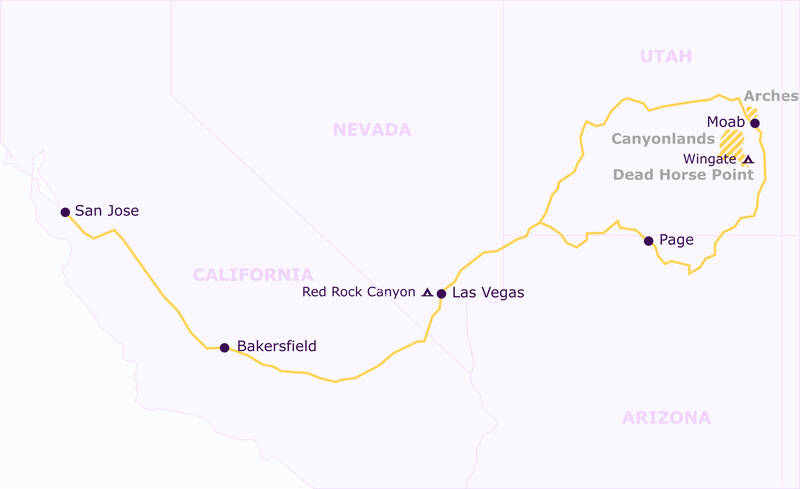 UTAH
Arches
Moab
NEVADA
Canyonlands
Wingate
Dead Horse Point
San Jose
Page
CALIFORNIA
Red Rock Canyon
Las Vegas
Bakersfield
ARIZONA